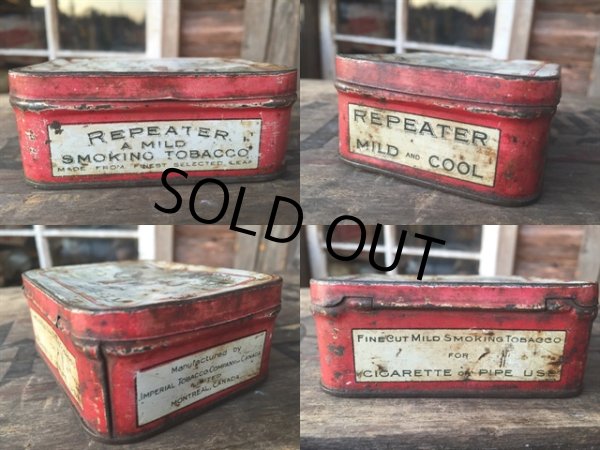 REPEATER
A MILD
SMOKING TOBACCO
MADE FROM FINEST SELECTED LEAF
REPEATER
MILD AND COOL
SOLD OUT
Manufactured by
IMPERIAL TOBACCO COMPANY OF CANADA
LIMITED
MONTREAL, CANADA
FINE CUT MILD SMOKING TOBACCO
FOR
CIGARETTE OR PIPE USE